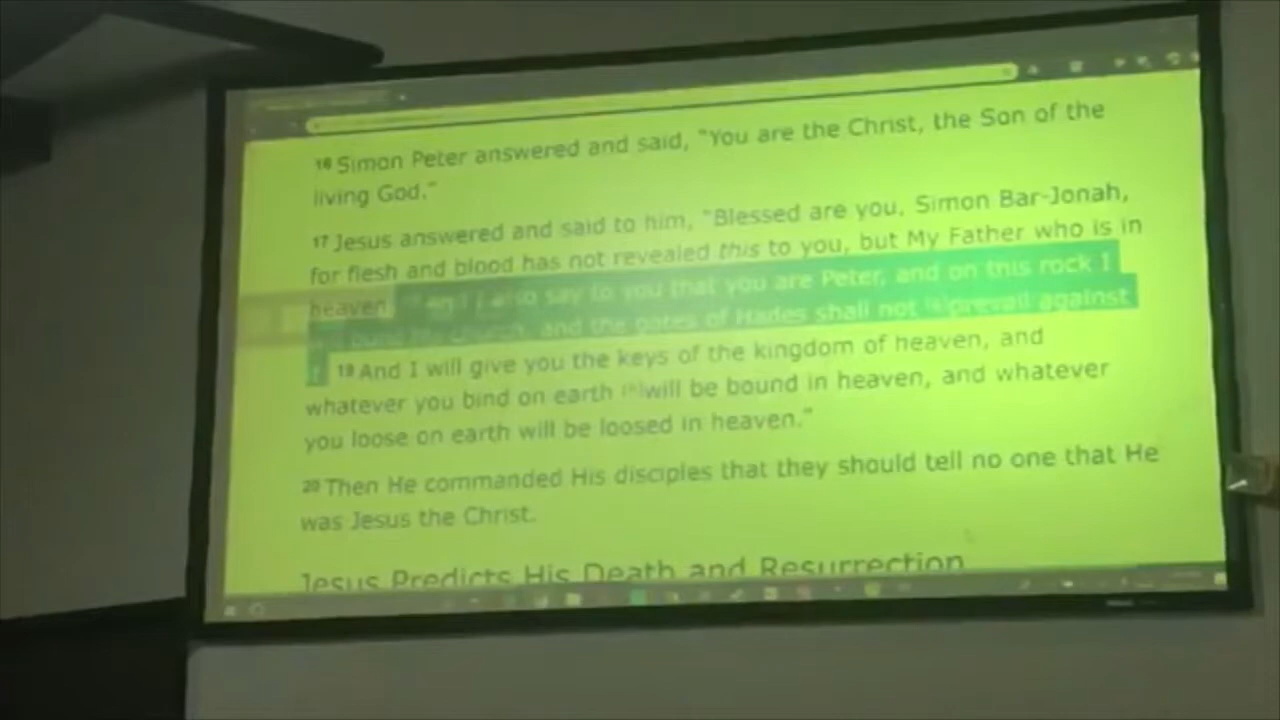 16 Simon Peter answered and said, "You are the Christ, the Son of the
living God."
17 Jesus answered and said to him, "Blessed are you, Simon Bar-Jonah,
for flesh and blood has not revealed this to you, but My Father who is in
heaven. And I also say to you that you are Peter, and on this rock I
church, and the gates of Hades shall not [a]prevail against
19 And I will give you the keys of the kingdom of heaven, and
whatever you bind on earth will be bound in heaven, and whatever
you loose on earth will be loosed in heaven."
20 Then He commanded His disciples that they should tell no one that He
was Jesus the Christ.
Jesus Predicts His Death and Resurrection